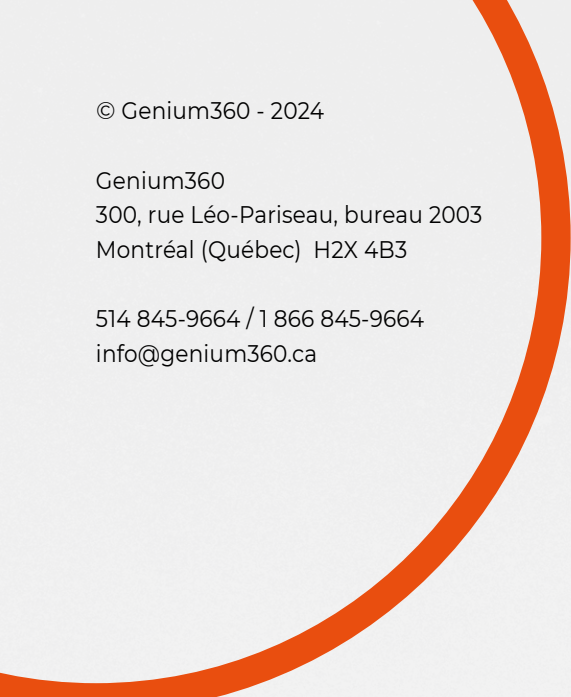 © Genium360 - 2024
Genium360
300, rue Léo-Pariseau, bureau 2003
Montréal (Québec)  H2X 4B3
514 845-9664 / 1 866 845-9664
info@genium360.ca